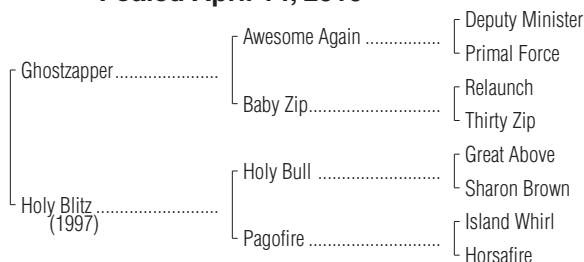 Foaled April 14, 2010
Deputy Minister
Awesome Again
Primal Force
Ghostzapper
Relaunch
Baby Zip
Thirty Zip
Great Above
Holy Bull
Sharon Brown
Holy Blitz
(1997)
Island Whirl
Pagofire
Horsafire